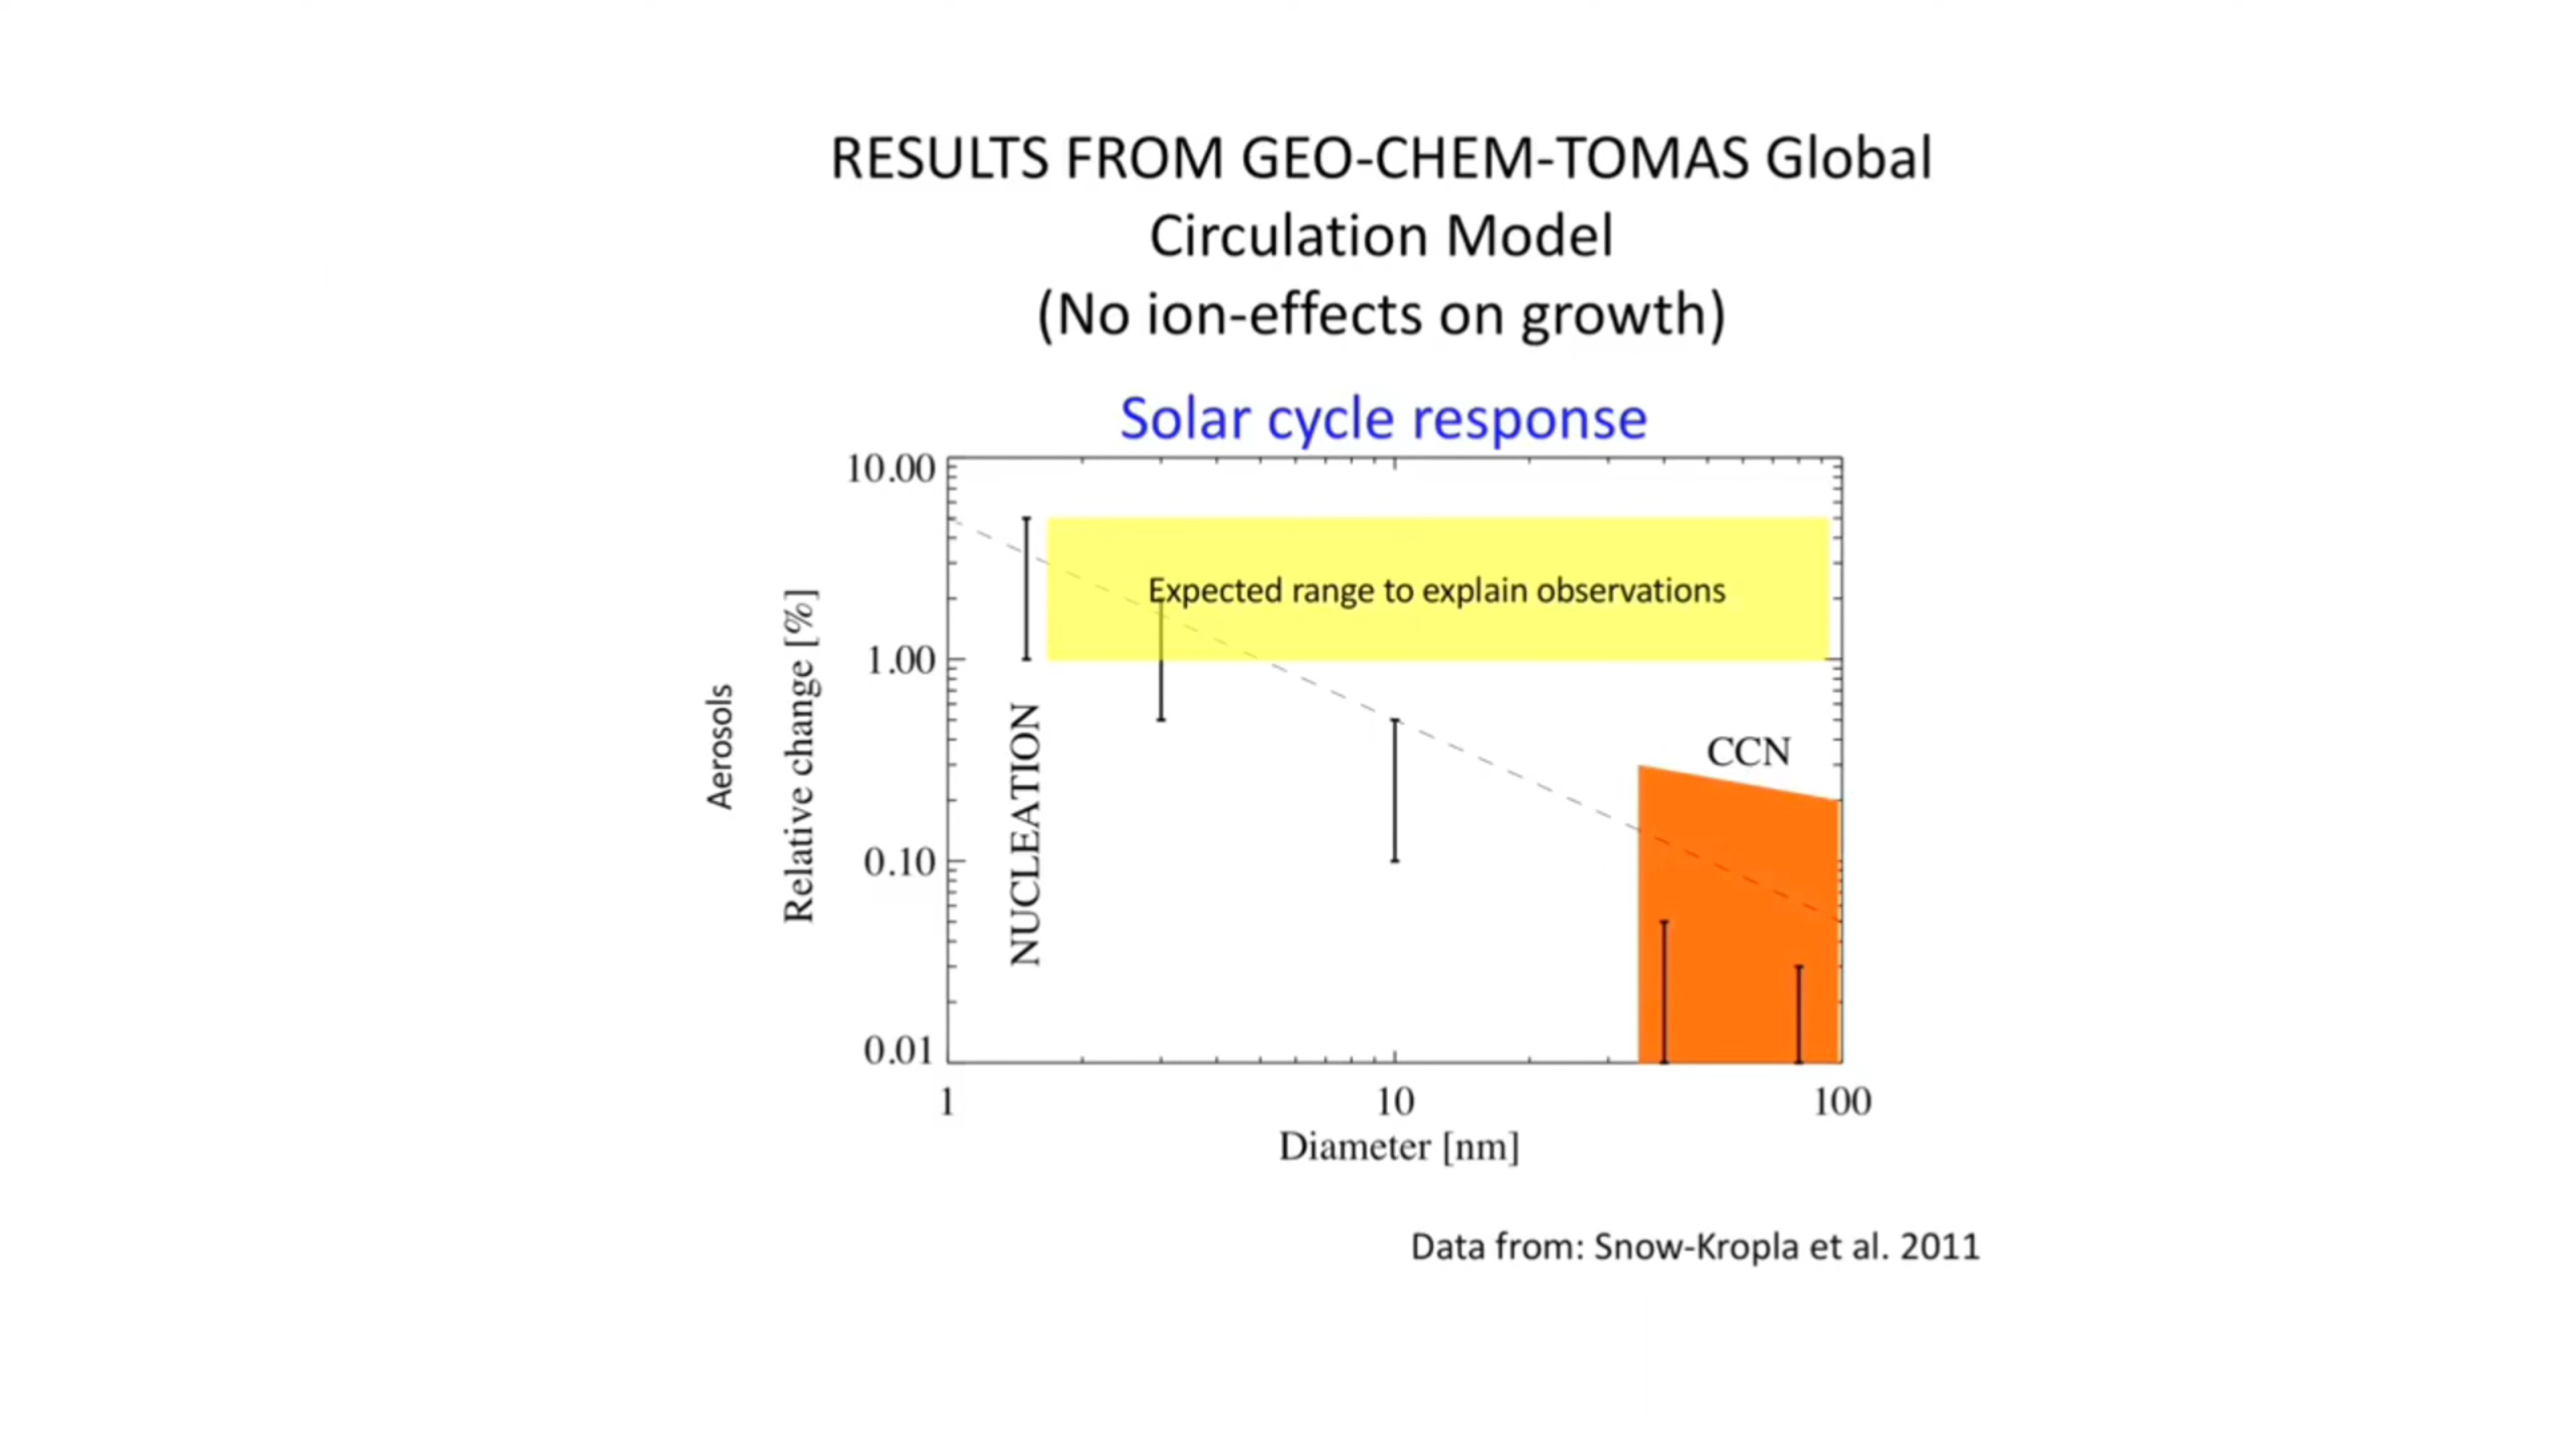 RESULTS FROM GEO-CHEM-TOMAS Global
Circulation Model
(No ion-effects on growth)
Solar cycle response
10.00
1.00
0.10
0.01
Aerosols
Relative change [%]
Expected range to explain observations
NUCLEATION
CCN
1
10
100
Diameter [nm]
Data from: Snow-Kropla et al. 2011